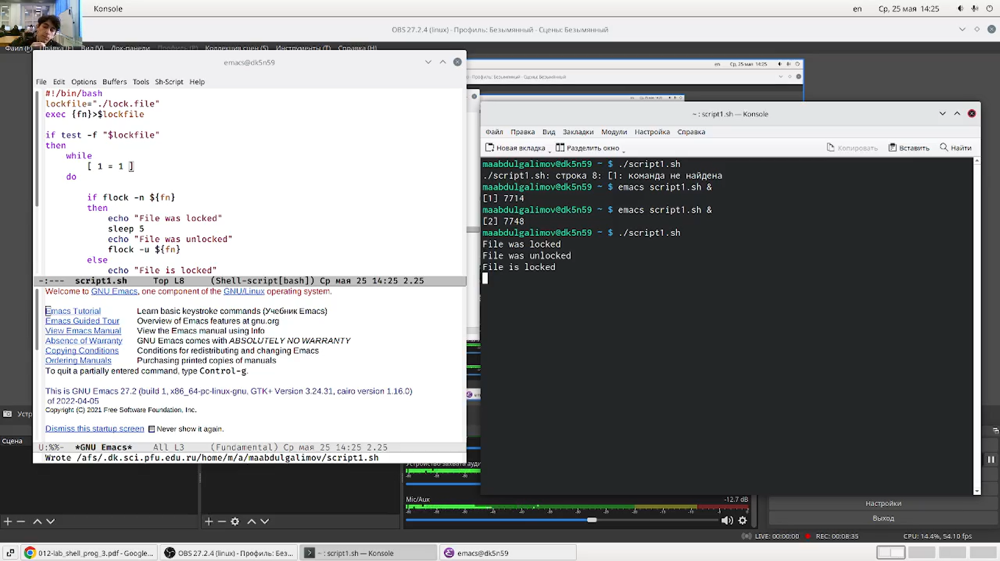 Konsole
en
Ср, 25 мая 14:25
OBS 27.2.4 (linux) - Профиль: Безымянный - Сцены: Безымянный
Файл (F) Правка (E) Вид (V) Док-панели Профиль (P) Коллекция сцен (S) Инструменты (T) Справка (H)
emacs@dk5n59
File Edit Options Buffers Tools Sh-Script Help
#!/bin/bash
lockfile="./lock.file"
exec {fn}>$lockfile
if test -f "$lockfile"
then
while
[ 1 = 1 ]
do
if flock -n ${fn}
then
echo "File was locked"
sleep 5
echo "File was unlocked"
flock -u ${fn}
else
echo "File is locked"
-:--- script1.sh Top L8 (Shell-script[bash]) Ср мая 25 14:25 2.25
Welcome to GNU Emacs, one component of the GNU/Linux operating system.
Emacs Tutorial Learn basic keystroke commands (Учебник Emacs)
Emacs Guided Tour Overview of Emacs features at gnu.org
View Emacs Manual View the Emacs manual using Info
Absence of Warranty GNU Emacs comes with ABSOLUTELY NO WARRANTY
Copying Conditions Conditions for redistributing and changing Emacs
Ordering Manuals Purchasing printed copies of manuals
To quit a partially entered command, type Control-g.
This is GNU Emacs 27.2 (build 1, x86_64-pc-linux-gnu, GTK+ Version 3.24.31, cairo version 1.16.0)
of 2022-04-05
Copyright (C) 2021 Free Software Foundation, Inc.
Dismiss this startup screen Never show it again.
U:%%- *GNU Emacs* All L3 (Fundamental) Ср мая 25 14:25 2.25
Wrote /afs/.dk.sci.pfu.edu.ru/home/m/a/maabdulgalimov/script1.sh
en Ср, 25 мая 14:25
- Профиль: Безымянный - Сцены: Безымянный
~ : script1.sh — Konsole
Файл Правка Вид Закладки Модули Настройка Справка
Новая вкладка Разделить окно Копировать Вставить Найти
maabdulgalimov@dk5n59 ~ $ ./script1.sh
./script1.sh: строка 8: [1: команда не найдена
maabdulgalimov@dk5n59 ~ $ emacs script1.sh &
[1] 7714
maabdulgalimov@dk5n59 ~ $ emacs script1.sh &
[2] 7748
maabdulgalimov@dk5n59 ~ $ ./script1.sh
File was locked
File was unlocked
File is locked
Устр
Сцена
Устройство захвата ауди
Mic/Aux -12.7 dB
Настройки
Выход
LIVE: 00:00:00 REC: 00:08:35 CPU: 14.4%, 54.10 fps
012-lab_shell_prog_3.pdf - Google... OBS 27.2.4 (linux) - Профиль: Без... ~ : script1.sh — Konsole emacs@dk5n59